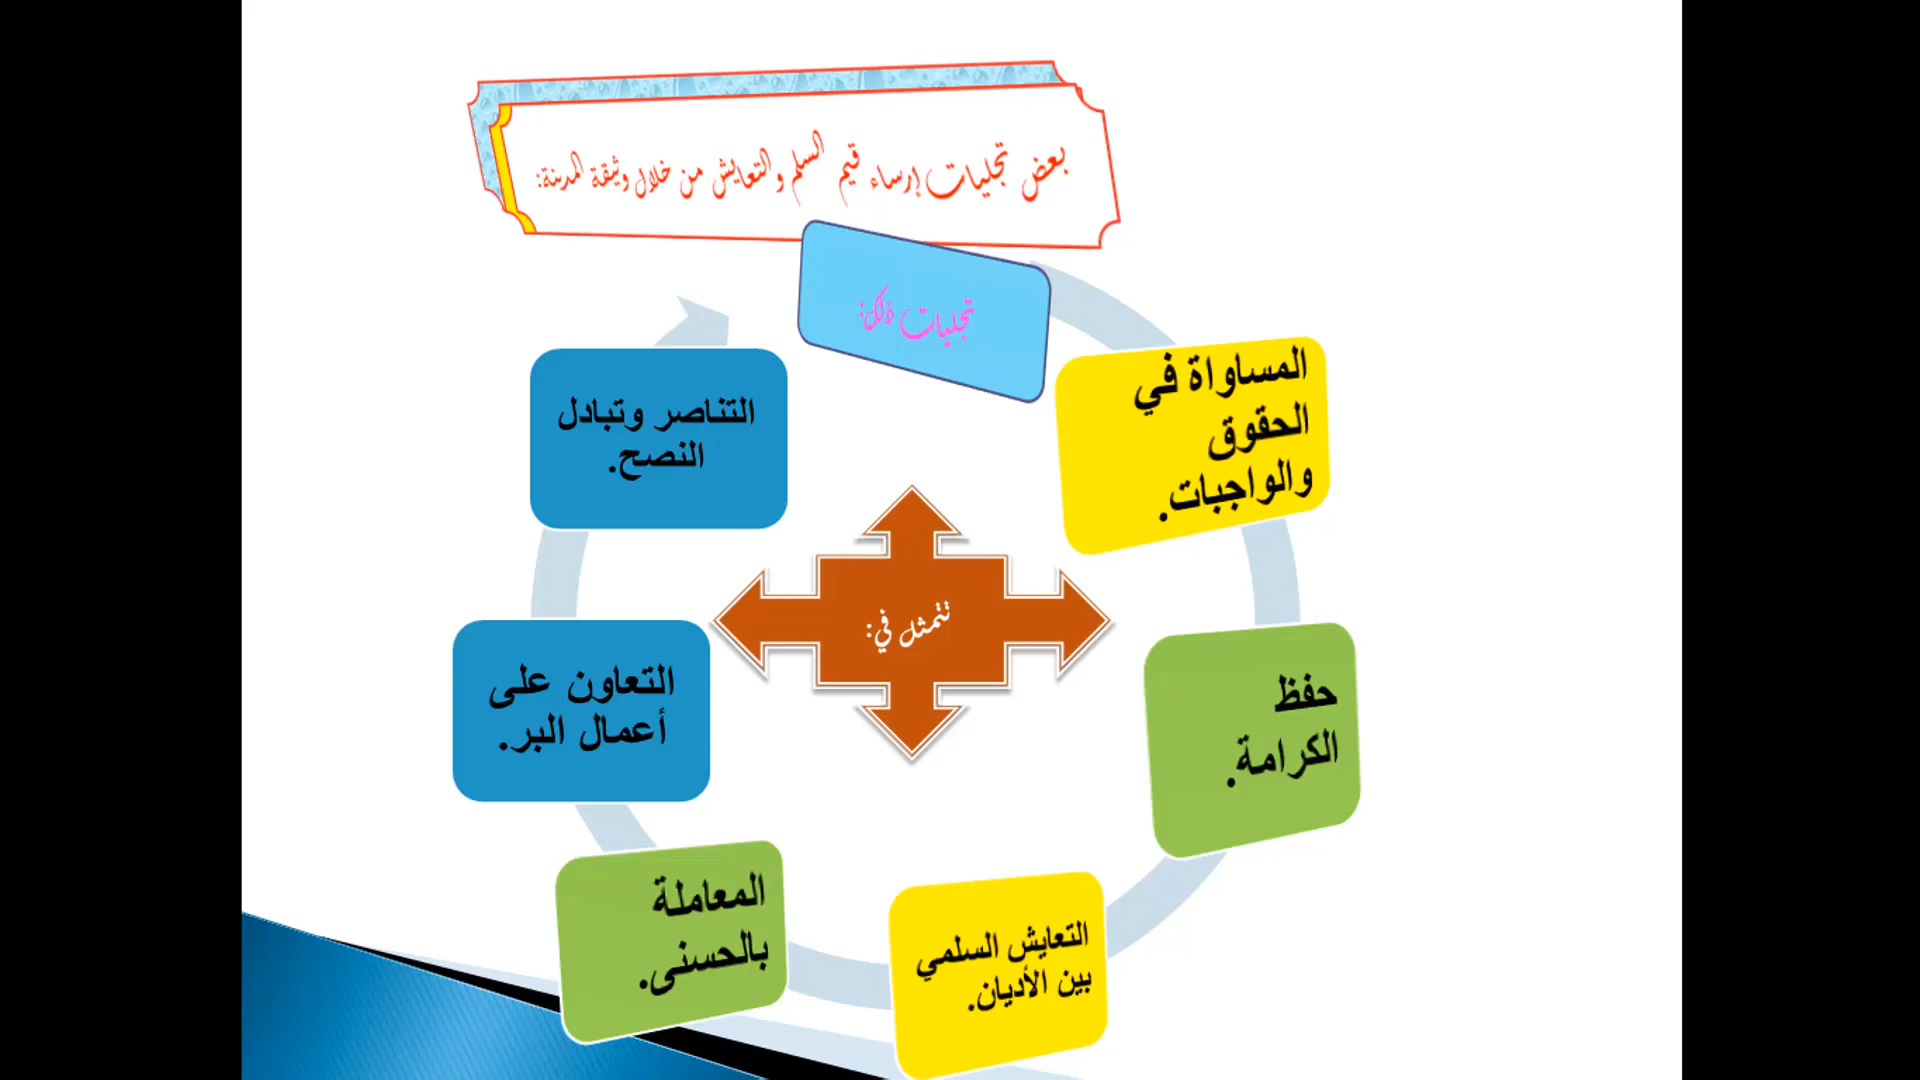 بعض تجليات إرساء قيم السلم والتعايش من خلال وثيقة المدينة:
تجليات ذلك:
المساواة في
الحقوق
والواجبات.
حفظ
الكرامة.
التعايش السلمي
بين الأديان.
المعاملة
بالحسنى.
التعاون على
أعمال البر.
التناصر وتبادل
النصح.
تتمثل في: